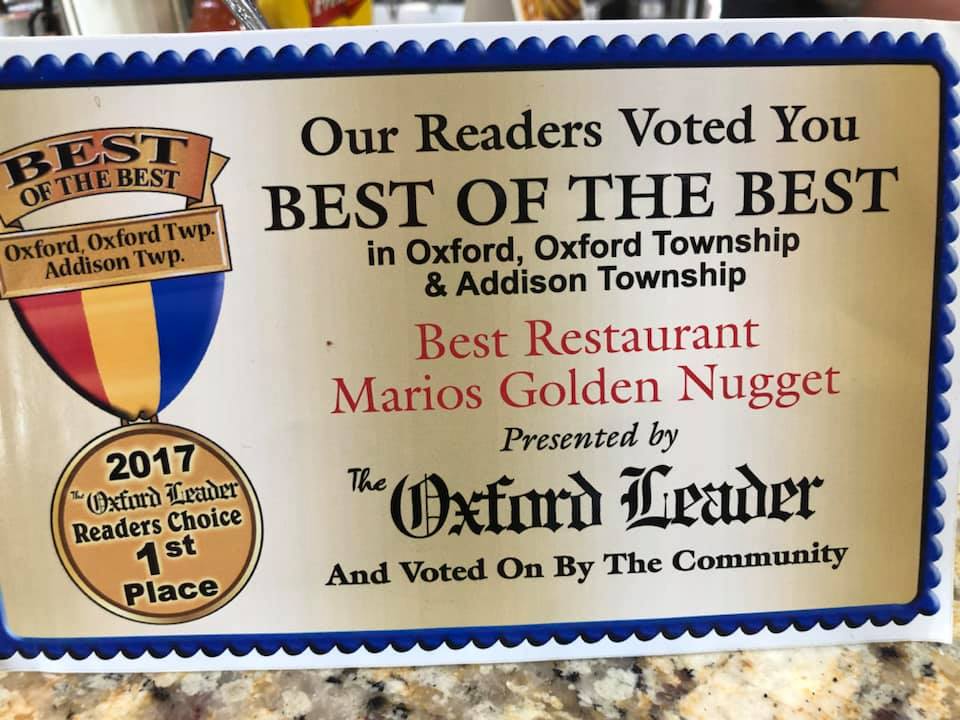 BEST
OF THE BEST
Oxford, Oxford Twp.
Addison Twp.
2017
The Oxford Leader
Readers Choice
1st
Place
Our Readers Voted You
BEST OF THE BEST
in Oxford, Oxford Township
& Addison Township
Best Restaurant
Marios Golden Nugget
Presented by
The Oxford Leader
And Voted On By The Community